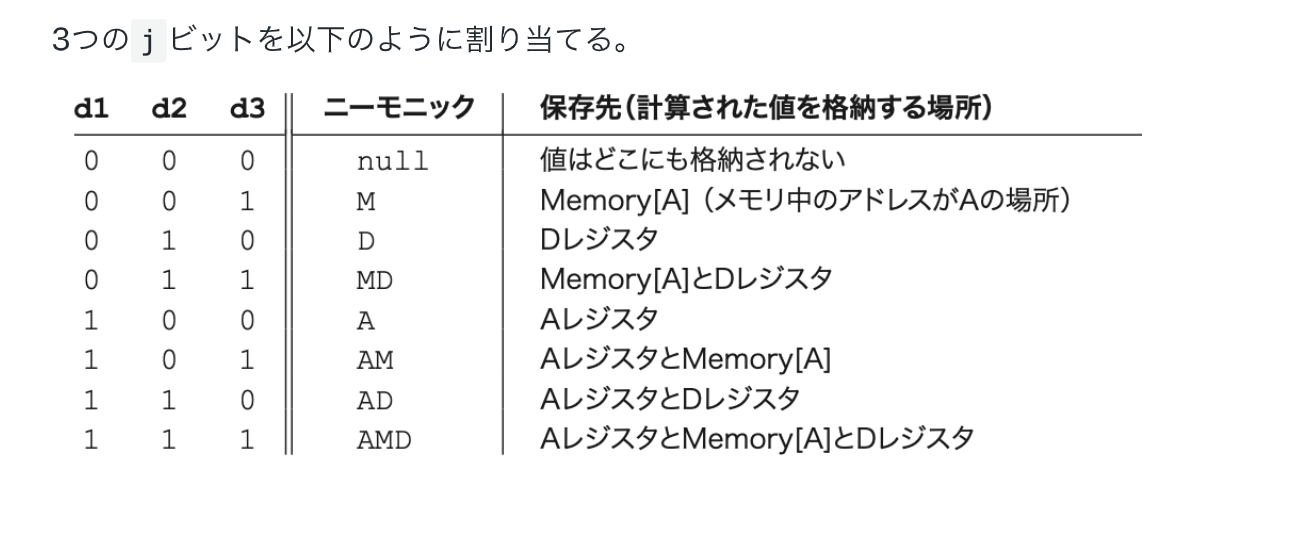 3つの j ビットを以下のように割り当てる。
d1 d2 d3 ニーモニック 保存先(計算された値を格納する場所)
0 0 0 null 値はどこにも格納されない
0 0 1 M Memory[A](メモリ中のアドレスがAの場所)
0 1 0 D Dレジスタ
0 1 1 MD Memory[A]とDレジスタ
1 0 0 A Aレジスタ
1 0 1 AM AレジスタとMemory[A]
1 1 0 AD AレジスタとDレジスタ
1 1 1 AMD AレジスタとMemory[A]とDレジスタ